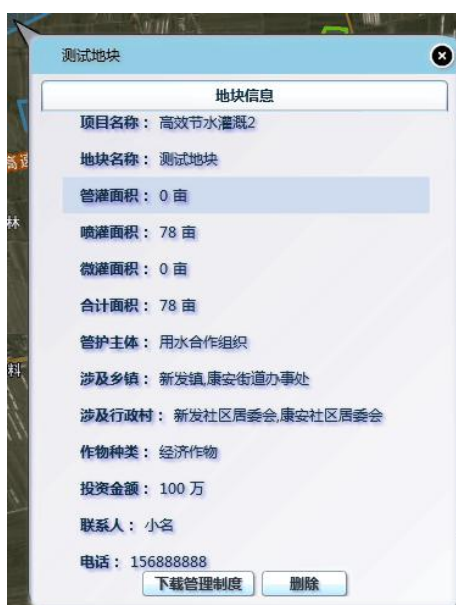 测试地块
地块信息
项目名称： 高效节水灌溉2
地块名称： 测试地块
管灌面积： 0 亩
喷灌面积： 78 亩
微灌面积： 0 亩
合计面积： 78 亩
管护主体： 用水合作组织
涉及乡镇： 新发镇,康安街道办事处
涉及行政村： 新发社区居委会,康安社区居委会
作物种类： 经济作物
投资金额： 100 万
联系人： 小名
电话： 156888888
下载管理制度 删除
高速
林
料